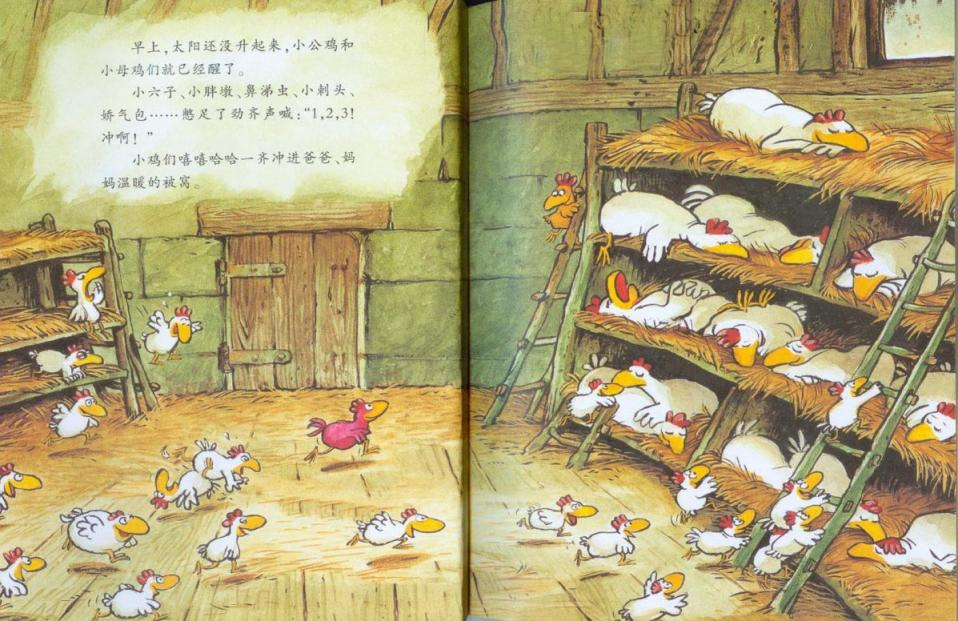 早上,太阳还没升起来,小公鸡和
小母鸡们就已经醒了。
小六子、小胖墩、鼻涕虫、小刺头、
娇气包……憋足了劲齐声喊:“1,2,3!
冲啊!”
小鸡们嘻嘻哈哈一齐冲进爸爸、妈
妈温暖的被窝。